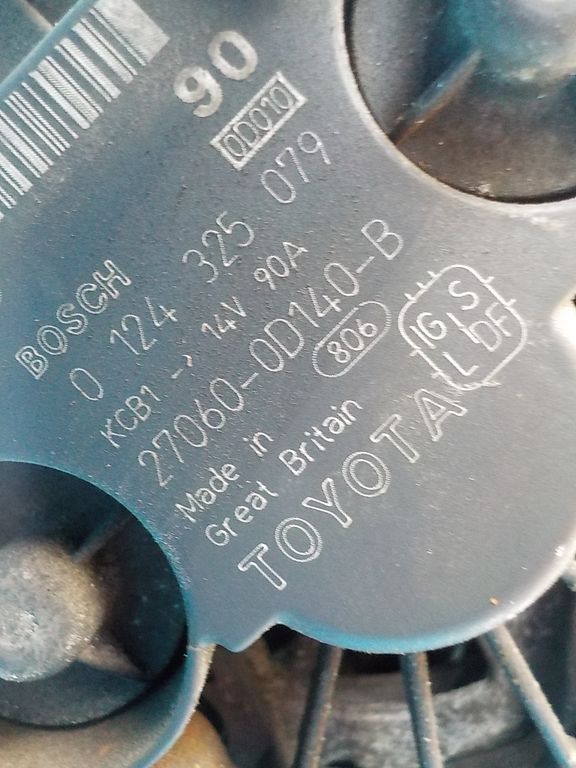 90
0D010
BOSCH
0 124 325 079
KCB1 → 14V 90A
27060-0D140-B
806
Made in
Great Britain
TOYOTA
IG S
L I DF